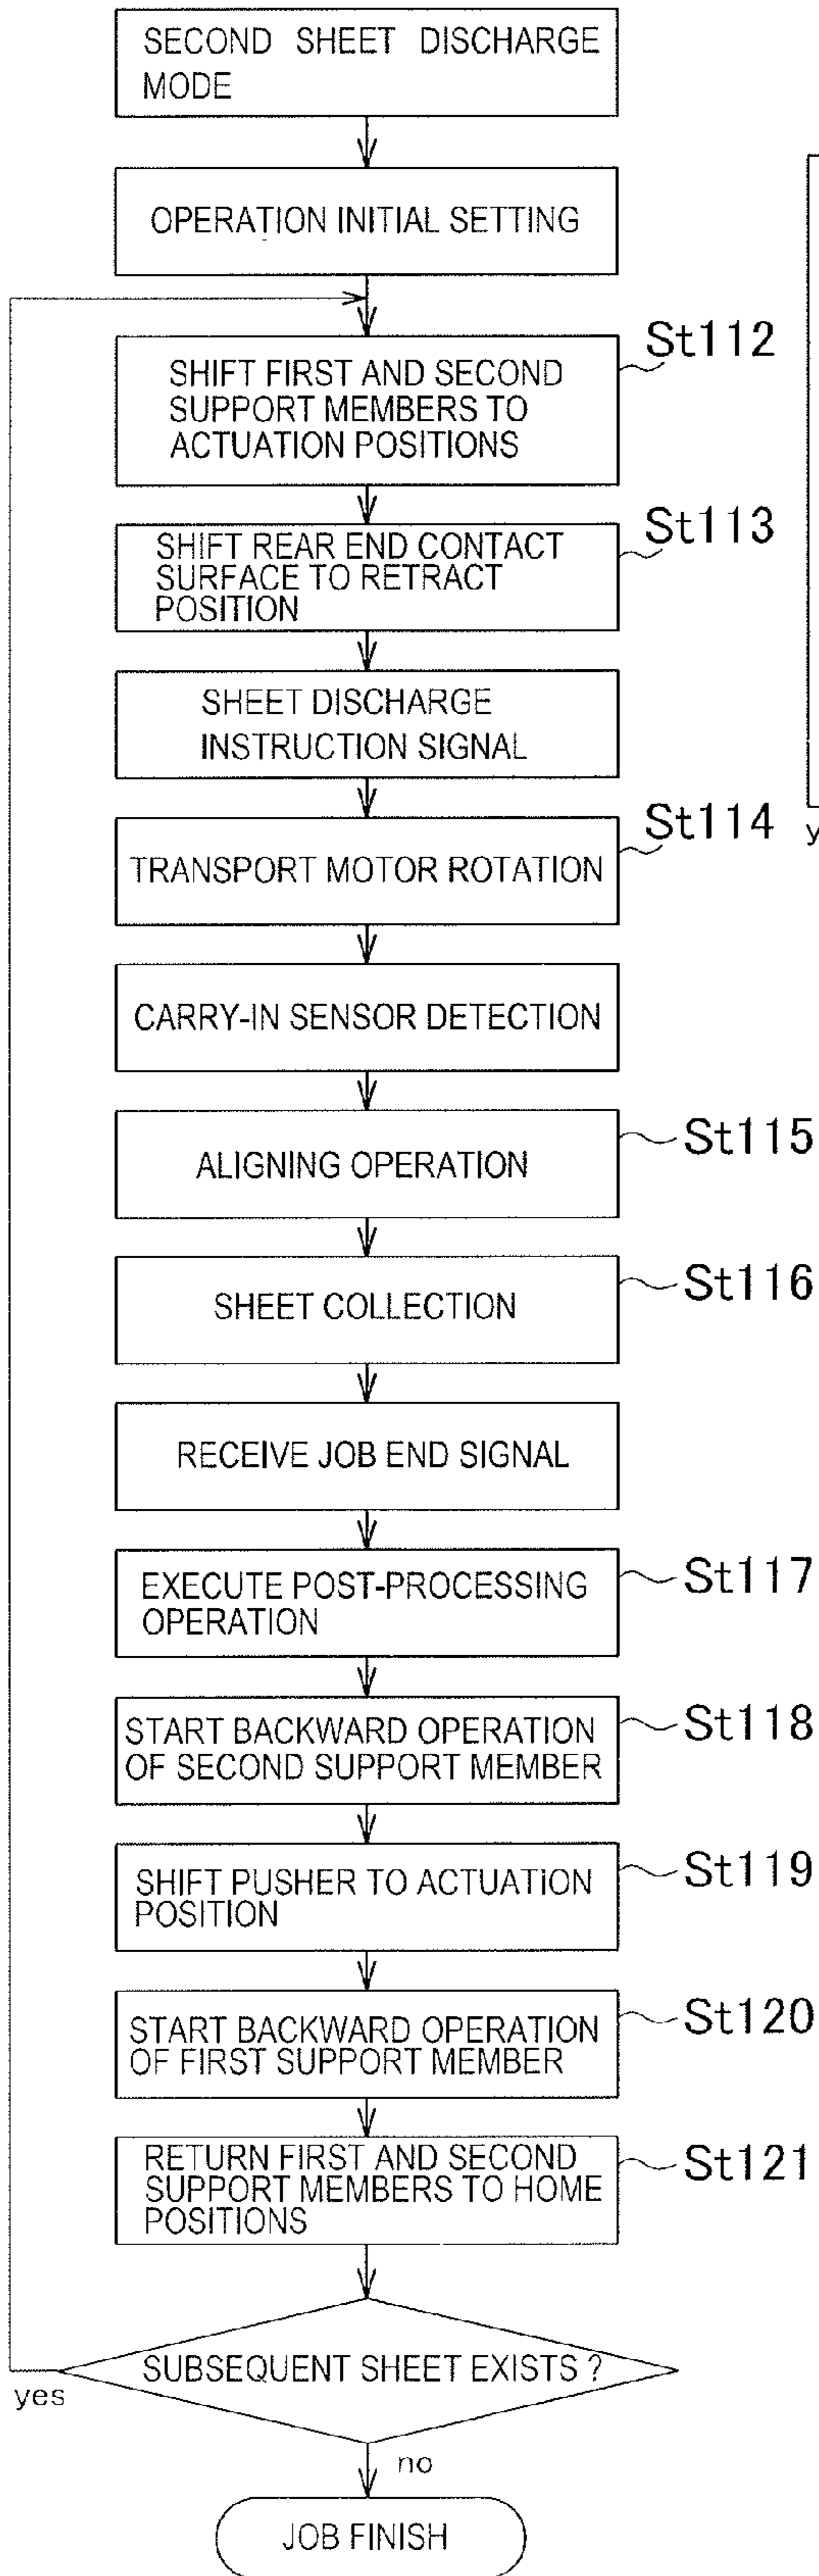 SECOND SHEET DISCHARGE
MODE
OPERATION INITIAL SETTING
St112
SHIFT FIRST AND SECOND
SUPPORT MEMBERS TO
ACTUATION POSITIONS
St113
SHIFT REAR END CONTACT
SURFACE TO RETRACT
POSITION
SHEET DISCHARGE
INSTRUCTION SIGNAL
St114
y
TRANSPORT MOTOR ROTATION
CARRY-IN SENSOR DETECTION
St115
ALIGNING OPERATION
St116
SHEET COLLECTION
RECEIVE JOB END SIGNAL
St117
EXECUTE POST-PROCESSING
OPERATION
St118
START BACKWARD OPERATION
OF SECOND SUPPORT MEMBER
St119
SHIFT PUSHER TO ACTUATION
POSITION
St120
START BACKWARD OPERATION
OF FIRST SUPPORT MEMBER
St121
RETURN FIRST AND SECOND
SUPPORT MEMBERS TO HOME
POSITIONS
SUBSEQUENT SHEET EXISTS ?
yes
no
JOB FINISH